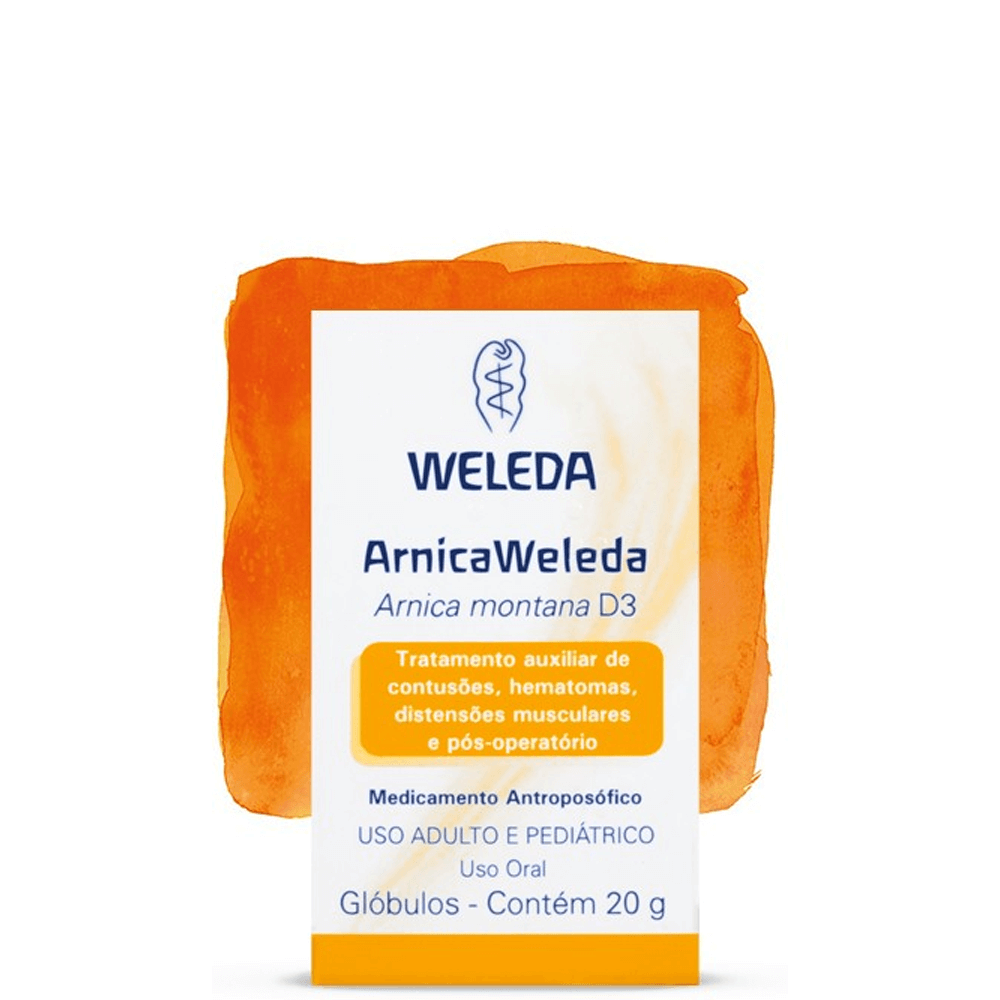 WELEDA
ArnicaWeleda
Arnica montana D3
Tratamento auxiliar de
contusões, hematomas,
distensões musculares
e pós-operatório
Medicamento Antroposófico
USO ADULTO E PEDIÁTRICO
Uso Oral
Glóbulos - Contém 20 g